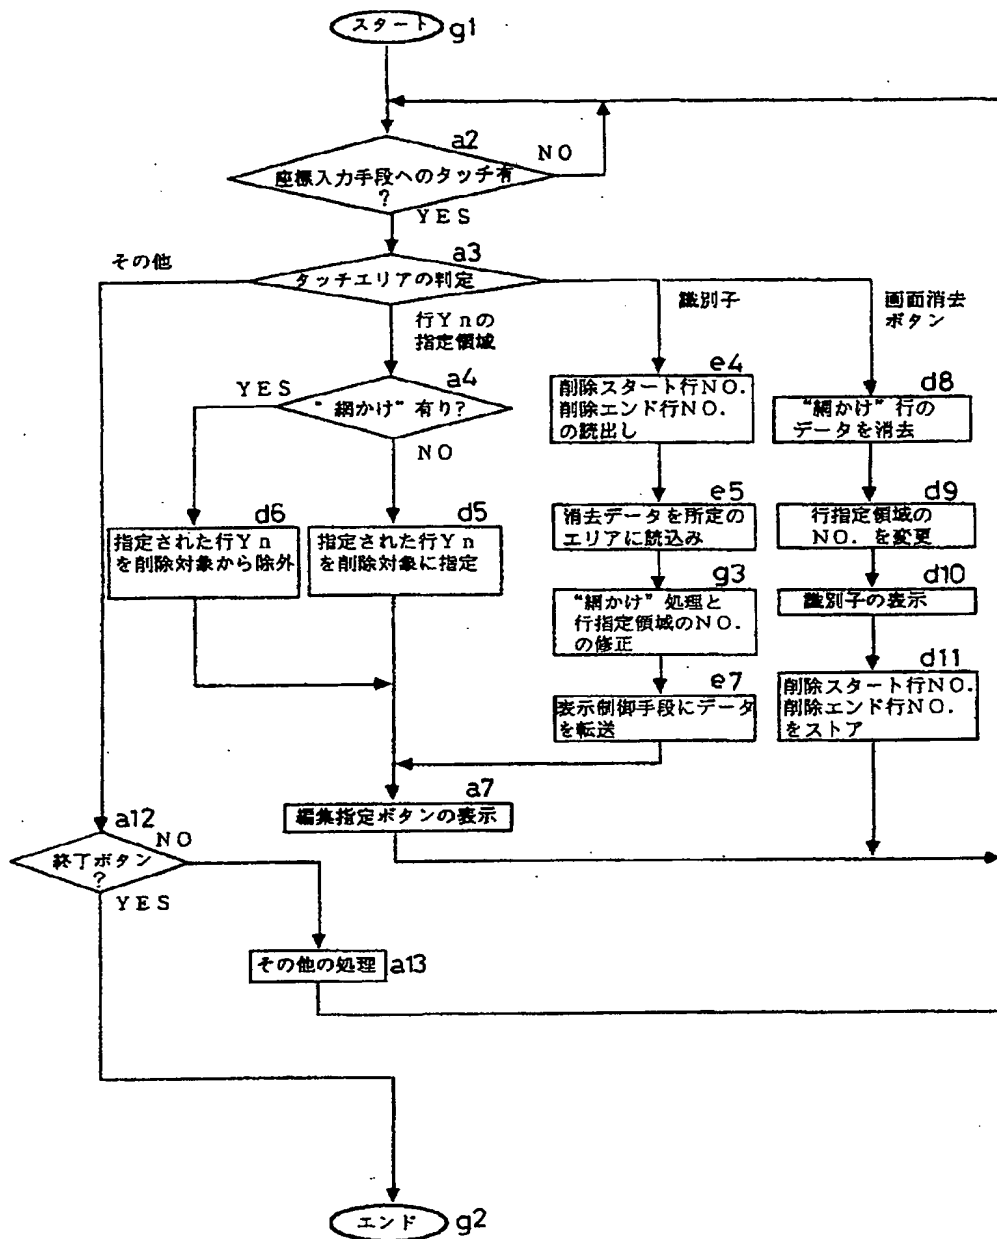 スタート g1
a2
NO
座標入力手段へのタッチ有
?
YES
a3
その他
タッチエリアの判定
行Ynの
指定領域
識別子
画面消去
ボタン
a4
YES
“網かけ”有り?
NO
e4
削除スタート行NO.
削除エンド行NO.
の読出し
d8
“網かけ”行の
データを消去
d6
指定された行Yn
を削除対象から除外
d5
指定された行Yn
を削除対象に指定
e5
消去データを所定の
エリアに読込み
d9
行指定領域の
NO.を変更
g3
“網かけ”処理と
行指定領域のNO.
の修正
d10
識別子の表示
e7
表示制御手段にデータ
を転送
d11
削除スタート行NO.
削除エンド行NO.
をストア
a7
編集指定ボタンの表示
a12
NO
終了ボタン
?
YES
その他の処理 a13
エンド g2